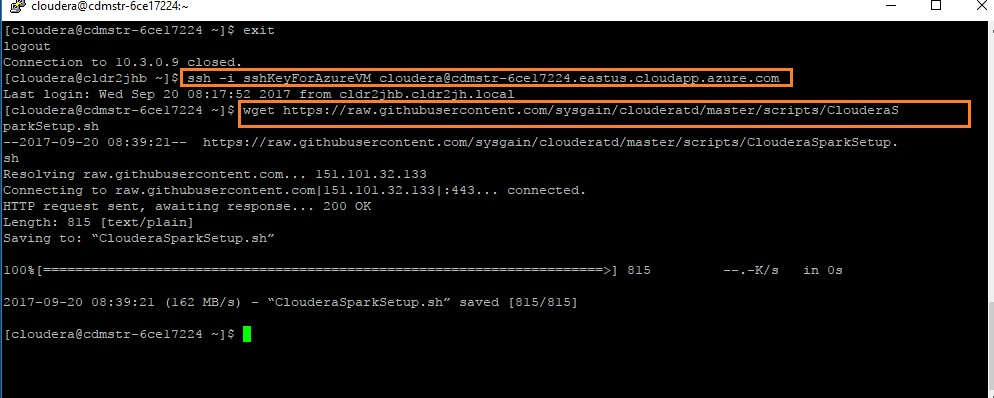 cloudera@cdmstr-6ce17224:~
[cloudera@cdmstr-6ce17224 ~]$ exit
logout
Connection to 10.3.0.9 closed.
[cloudera@cldr2jhb ~]$ ssh -i sshKeyForAzureVM cloudera@cdmstr-6ce17224.eastus.cloudapp.azure.com
Last login: Wed Sep 20 08:17:52 2017 from cldr2jhb.cldr2jh.local
[cloudera@cdmstr-6ce17224 ~]$ wget https://raw.githubusercontent.com/sysgain/clouderatd/master/scripts/ClouderaS
parkSetup.sh
--2017-09-20 08:39:21--  https://raw.githubusercontent.com/sysgain/clouderatd/master/scripts/ClouderaSparkSetup.
sh
Resolving raw.githubusercontent.com... 151.101.32.133
Connecting to raw.githubusercontent.com|151.101.32.133|:443... connected.
HTTP request sent, awaiting response... 200 OK
Length: 815 [text/plain]
Saving to: “ClouderaSparkSetup.sh”
100%[======================================================================>] 815         --.-K/s   in 0s
2017-09-20 08:39:21 (162 MB/s) - “ClouderaSparkSetup.sh” saved [815/815]
[cloudera@cdmstr-6ce17224 ~]$